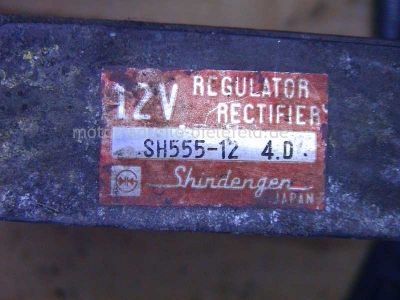 12V REGULATOR
RECTIFIER
SH555-12 4.D
Shindengen
JAPAN